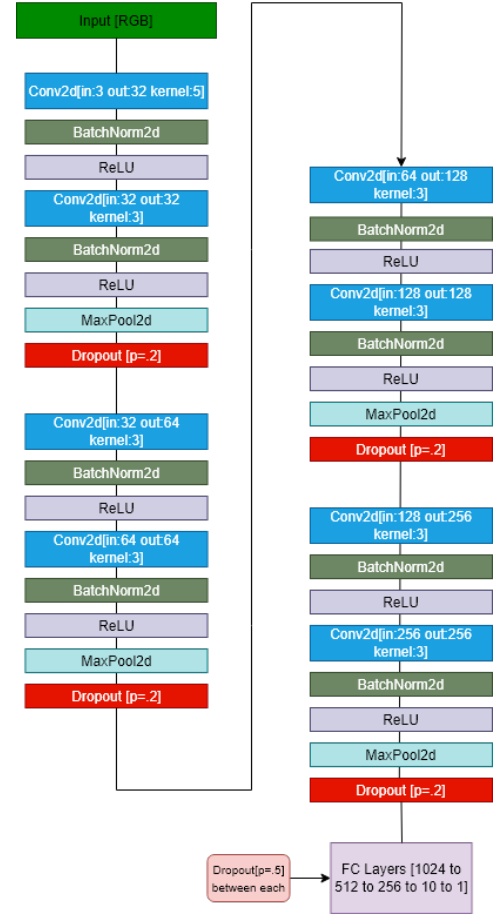 Input [RGB]
Conv2d[in:3 out:32 kernel:5]
BatchNorm2d
ReLU
Conv2d[in:32 out:32
kernel:3]
BatchNorm2d
ReLU
MaxPool2d
Dropout [p=.2]
Conv2d[in:32 out:64
kernel:3]
BatchNorm2d
ReLU
Conv2d[in:64 out:64
kernel:3]
BatchNorm2d
ReLU
MaxPool2d
Dropout [p=.2]
Conv2d[in:64 out:128
kernel:3]
BatchNorm2d
ReLU
Conv2d[in:128 out:128
kernel:3]
BatchNorm2d
ReLU
MaxPool2d
Dropout [p=.2]
Conv2d[in:128 out:256
kernel:3]
BatchNorm2d
ReLU
Conv2d[in:256 out:256
kernel:3]
BatchNorm2d
ReLU
MaxPool2d
Dropout [p=.2]
Dropout[p=.5]
between each
FC Layers [1024 to
512 to 256 to 10 to 1]